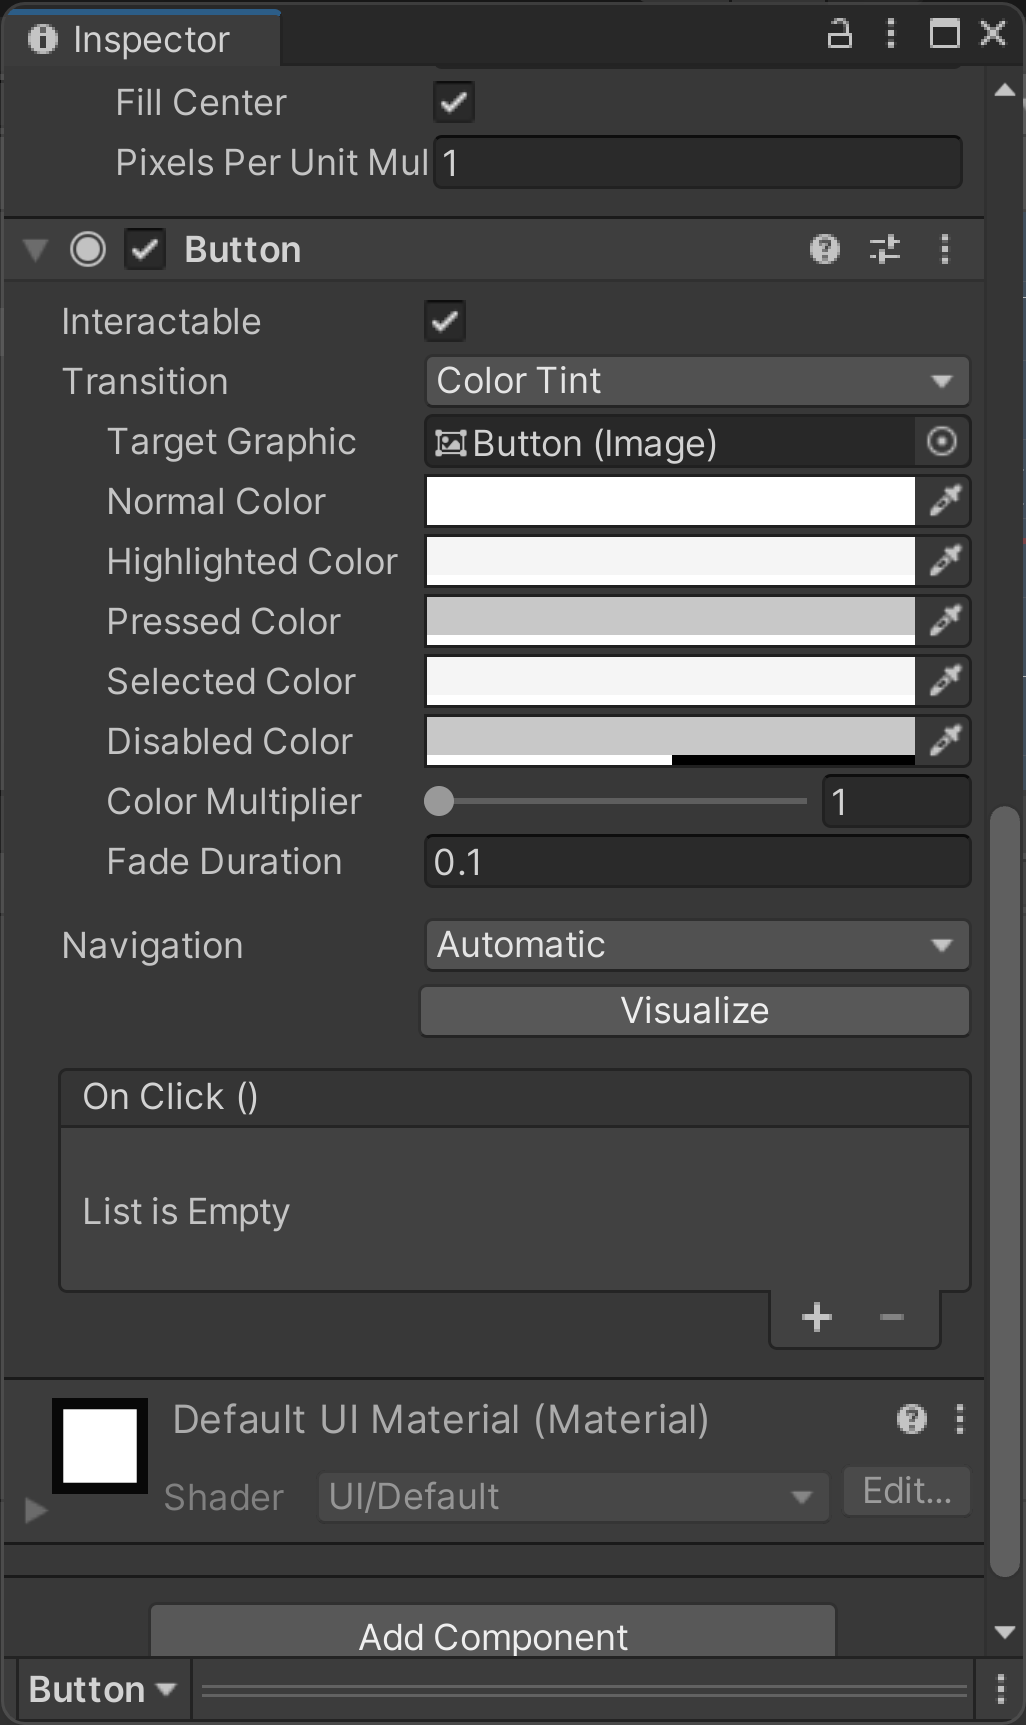 Inspector
Fill Center
Pixels Per Unit Mul 1
Button
Interactable
Transition Color Tint
Target Graphic Button (Image)
Normal Color
Highlighted Color
Pressed Color
Selected Color
Disabled Color
Color Multiplier 1
Fade Duration 0.1
Navigation Automatic
Visualize
On Click ()
List is Empty
Default UI Material (Material)
Shader UI/Default Edit...
Add Component
Button